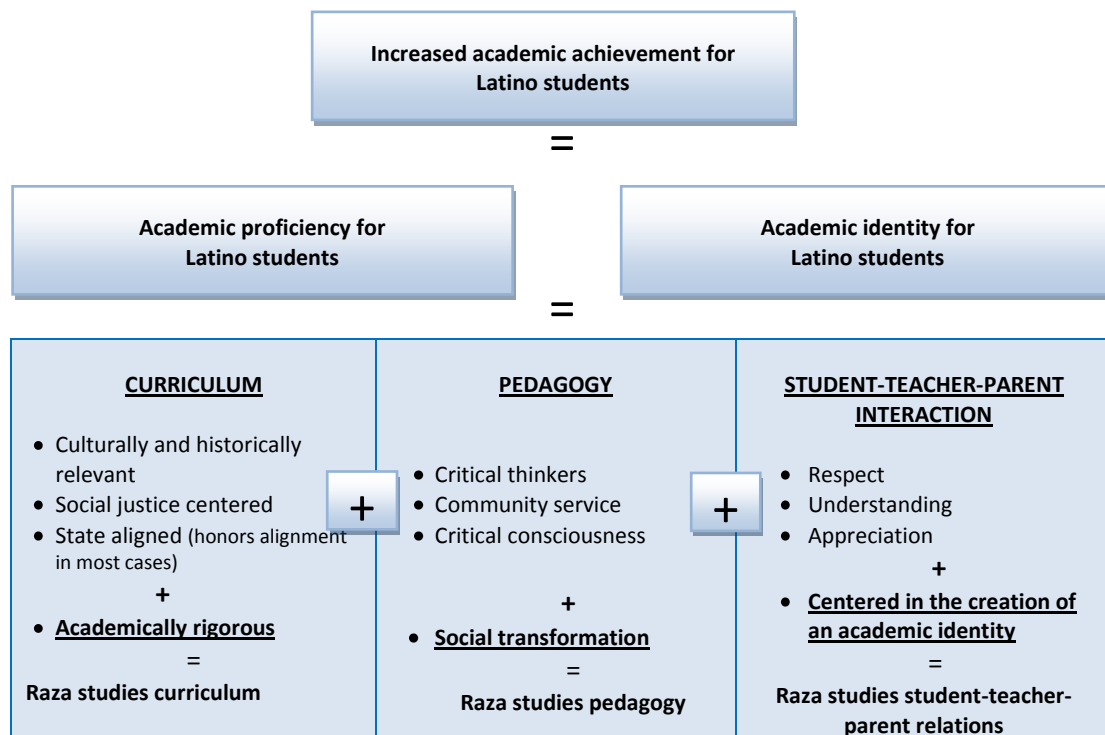 Increased academic achievement for
Latino students
=
Academic proficiency for
Latino students
Academic identity for
Latino students
=
CURRICULUM
• Culturally and historically
relevant
• Social justice centered
• State aligned (honors alignment
in most cases)
+
• Academically rigorous
=
Raza studies curriculum
+
PEDAGOGY
• Critical thinkers
• Community service
• Critical consciousness
+
• Social transformation
=
Raza studies pedagogy
+
STUDENT-TEACHER-PARENT
INTERACTION
• Respect
• Understanding
• Appreciation
+
• Centered in the creation of
an academic identity
=
Raza studies student-teacher-
parent relations